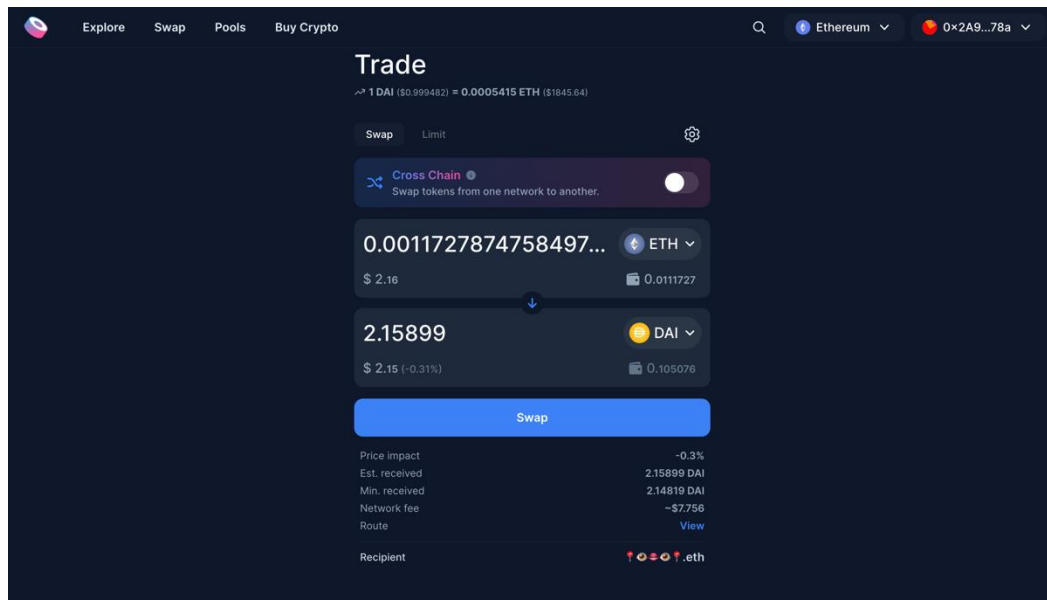 Explore Swap Pools Buy Crypto Ethereum 0×2A9...78a
Trade
1 DAI ($0.999482) = 0.0005415 ETH ($1845.64)
Swap Limit
Cross Chain
Swap tokens from one network to another.
0.0011727874758497... ETH
$ 2.16 0.0111727
2.15899 DAI
$ 2.15 (-0.31%) 0.105076
Swap
Price impact -0.3%
Est. received 2.15899 DAI
Min. received 2.14819 DAI
Network fee ~$7.756
Route View
Recipient .eth